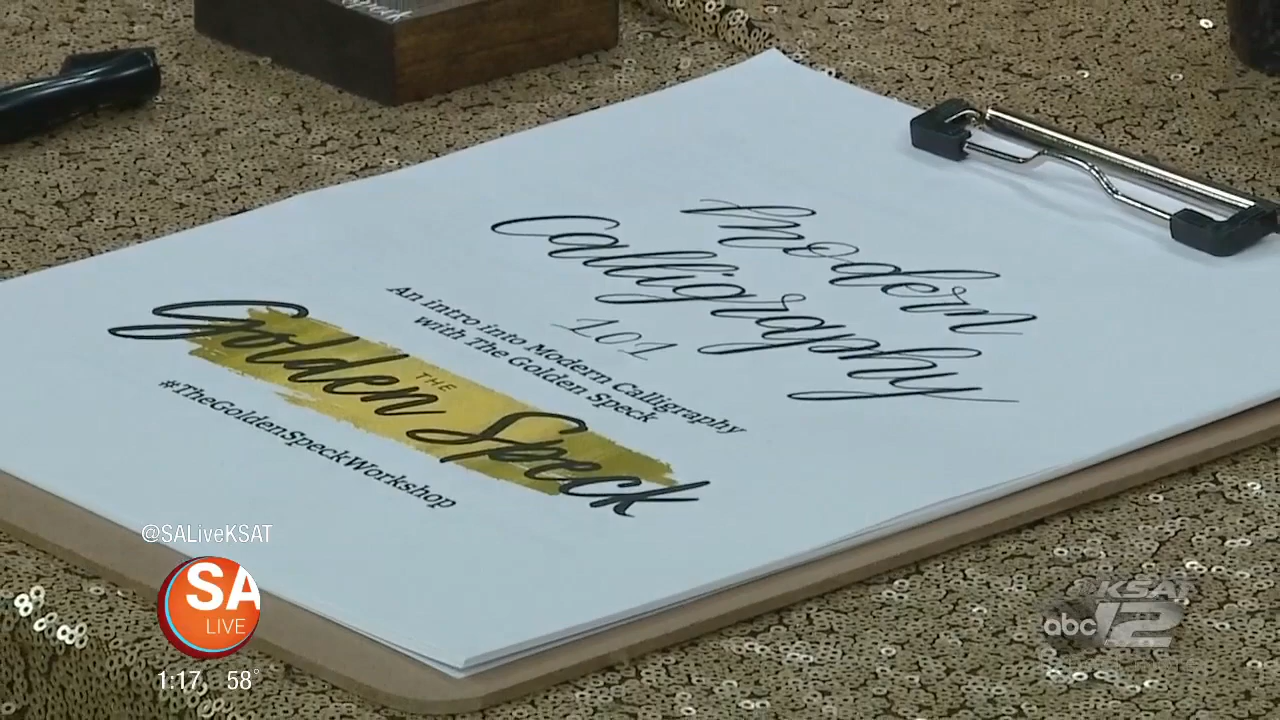 Modern
Calligraphy
101
An intro into Modern Calligraphy
with The Golden Speck
THE
Golden Speck
#TheGoldenSpeckWorkshop
@SALiveKSAT
SA
LIVE
1:17 58°
KSAT
abc 12